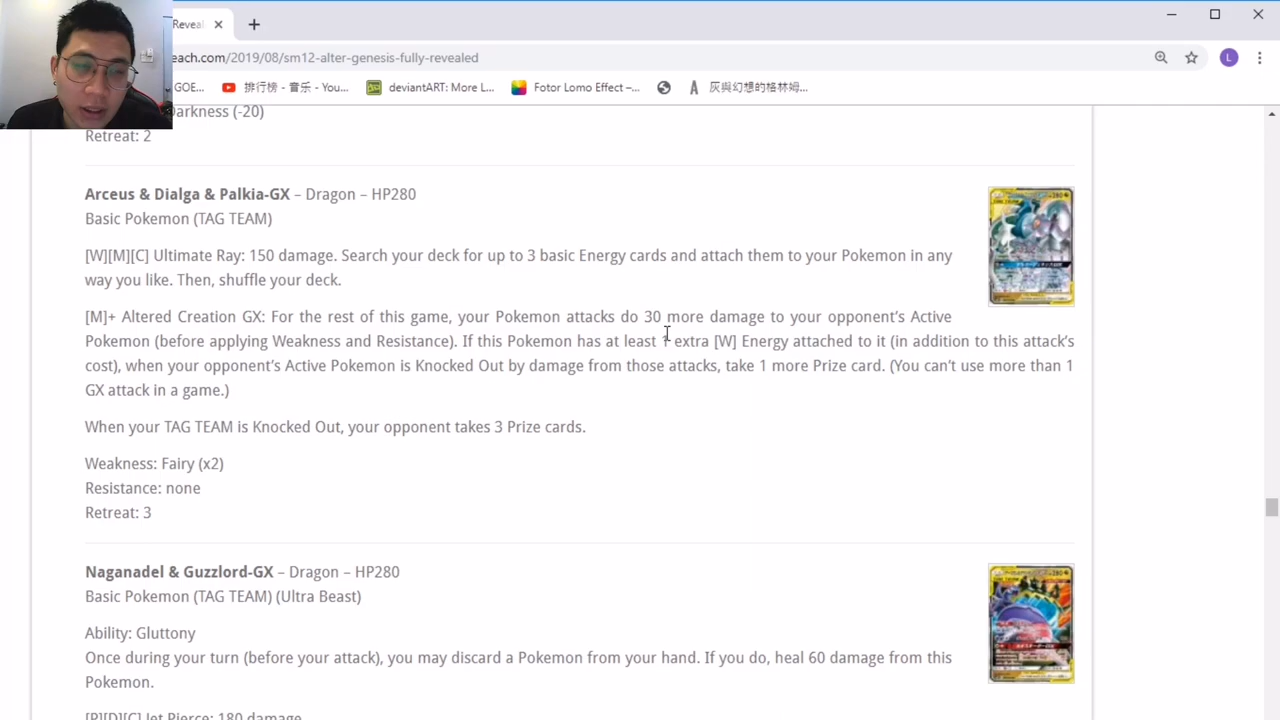 Reveal
each.com/2019/08/sm12-alter-genesis-fully-revealed
L
GOE...
排行榜 - 音乐 - You...
deviantART: More L...
Fotor Lomo Effect –...
灰與幻想的格林姆...
Darkness (-20)
Retreat: 2
Arceus & Dialga & Palkia-GX – Dragon – HP280
Basic Pokemon (TAG TEAM)
[W][M][C] Ultimate Ray: 150 damage. Search your deck for up to 3 basic Energy cards and attach them to your Pokemon in any
way you like. Then, shuffle your deck.
[M]+ Altered Creation GX: For the rest of this game, your Pokemon attacks do 30 more damage to your opponent’s Active
Pokemon (before applying Weakness and Resistance). If this Pokemon has at least 1 extra [W] Energy attached to it (in addition to this attack’s
cost), when your opponent’s Active Pokemon is Knocked Out by damage from those attacks, take 1 more Prize card. (You can’t use more than 1
GX attack in a game.)
When your TAG TEAM is Knocked Out, your opponent takes 3 Prize cards.
Weakness: Fairy (x2)
Resistance: none
Retreat: 3
Naganadel & Guzzlord-GX – Dragon – HP280
Basic Pokemon (TAG TEAM) (Ultra Beast)
Ability: Gluttony
Once during your turn (before your attack), you may discard a Pokemon from your hand. If you do, heal 60 damage from this
Pokemon.
[P][D][C] Jet Pierce: 180 damage.